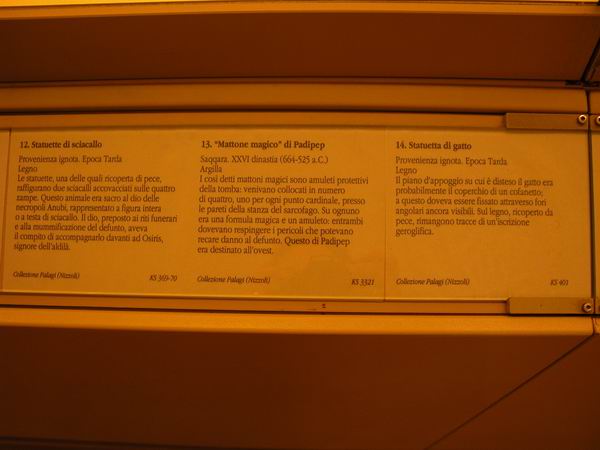 12. Statuette di sciacallo
Provenienza ignota. Epoca Tarda
Legno
Le statuette, una delle quali ricoperta di pece,
raffigurano due sciacalli accovacciati sulle quattro
zampe. Questo animale era sacro al dio delle
necropoli Anubi, rappresentato a figura intera
o a testa di sciacallo. Il dio, preposto ai riti funerari
e alla mummificazione del defunto, aveva
il compito di accompagnarlo davanti ad Osiris,
signore dell'aldilà.
Collezione Palagi (Nizzoli) KS 369-70
13. "Mattone magico" di Padipep
Saqqara. XXVI dinastia (664-525 a.C.)
Argilla
I così detti mattoni magici sono amuleti protettivi
della tomba: venivano collocati in numero
di quattro, uno per ogni punto cardinale, presso
le pareti della stanza del sarcofago. Su ognuno
era una formula magica e un amuleto: entrambi
dovevano respingere i pericoli che potevano
recare danno al defunto. Questo di Padipep
era destinato all'ovest.
Collezione Palagi (Nizzoli) KS 3321
14. Statuetta di gatto
Provenienza ignota. Epoca Tarda
Legno
Il piano d'appoggio su cui è disteso il gatto era
probabilmente il coperchio di un cofanetto;
a questo doveva essere fissato attraverso fori
angolari ancora visibili. Sul legno, ricoperto da
pece, rimangono tracce di un'iscrizione
geroglifica.
Collezione Palagi (Nizzoli) KS 401